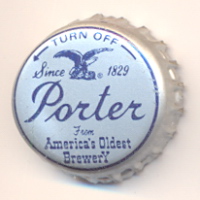 TURN OFF
Since ® 1829
Porter
From
America's Oldest
BrewerY